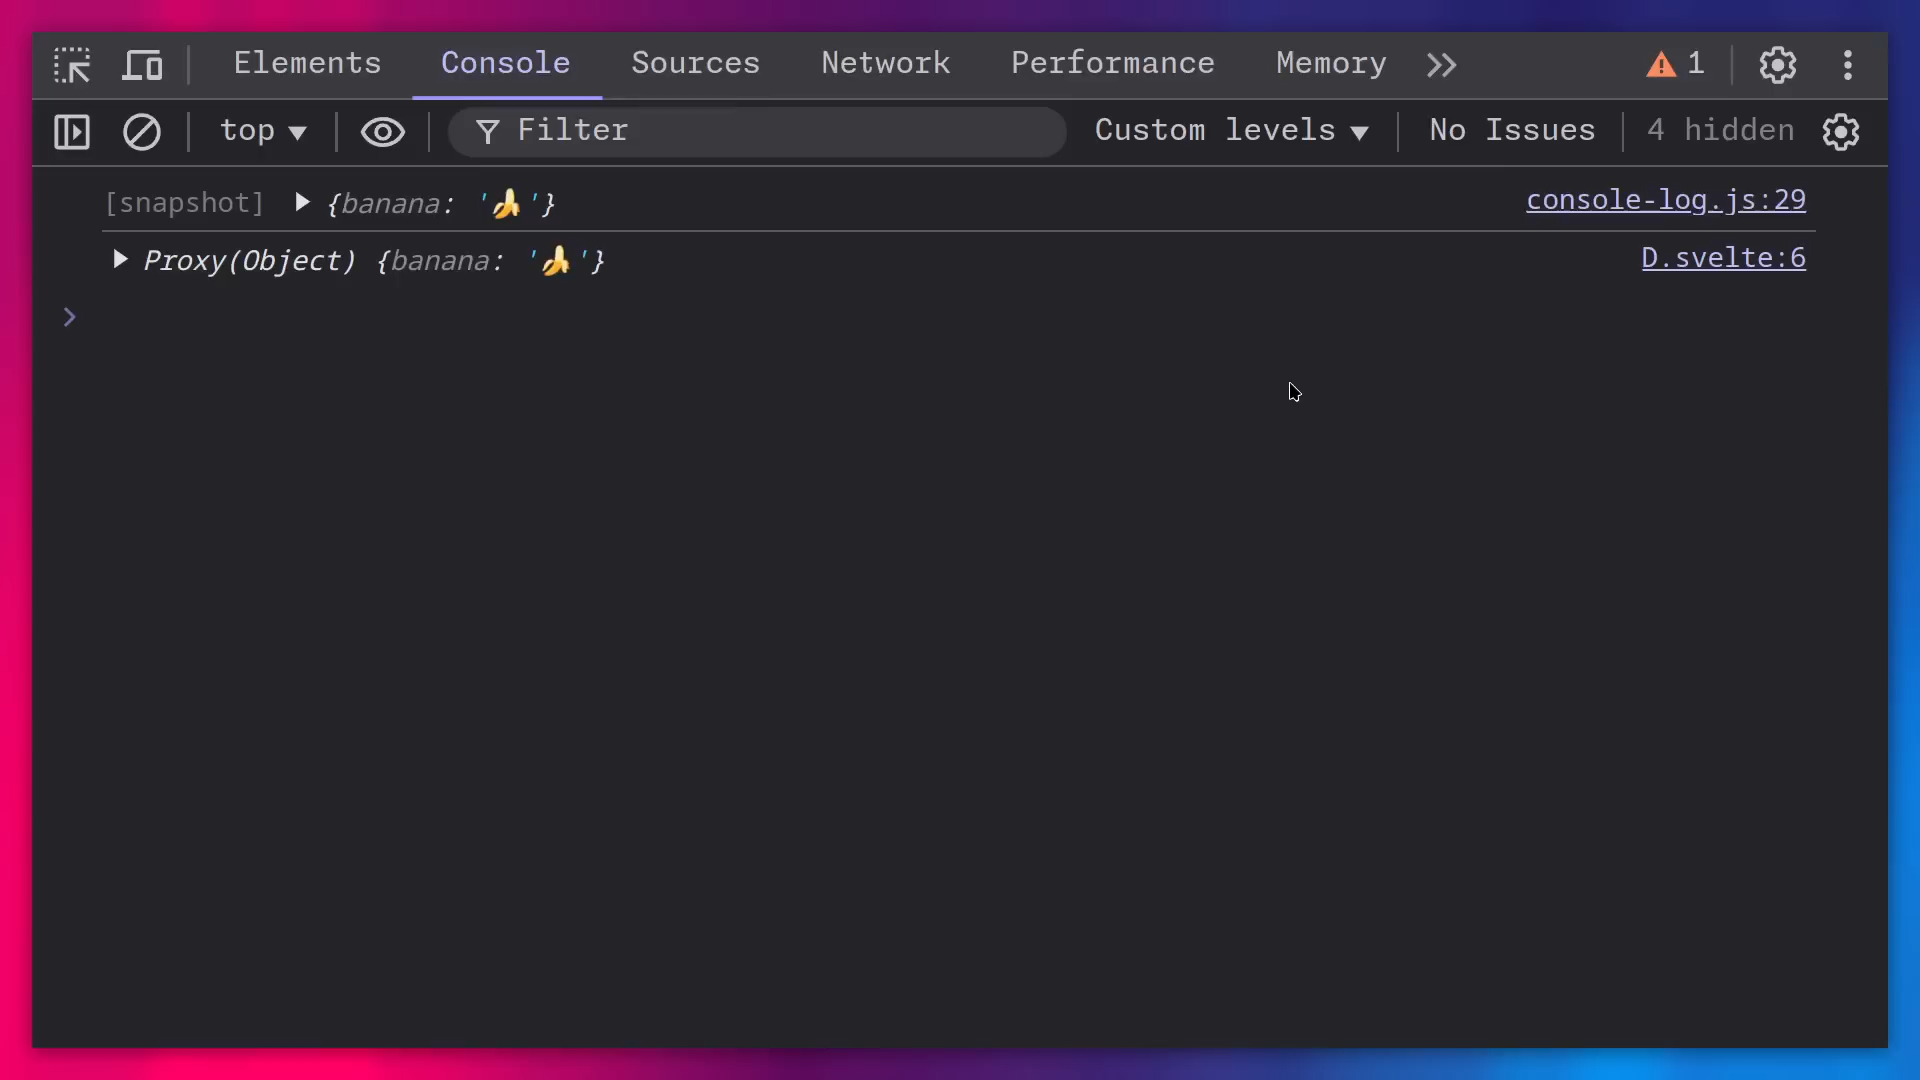 Elements Console Sources Network Performance Memory 1
top Filter Custom levels No Issues 4 hidden
[snapshot] {banana: '🍌'} console-log.js:29
Proxy(Object) {banana: '🍌'} D.svelte:6